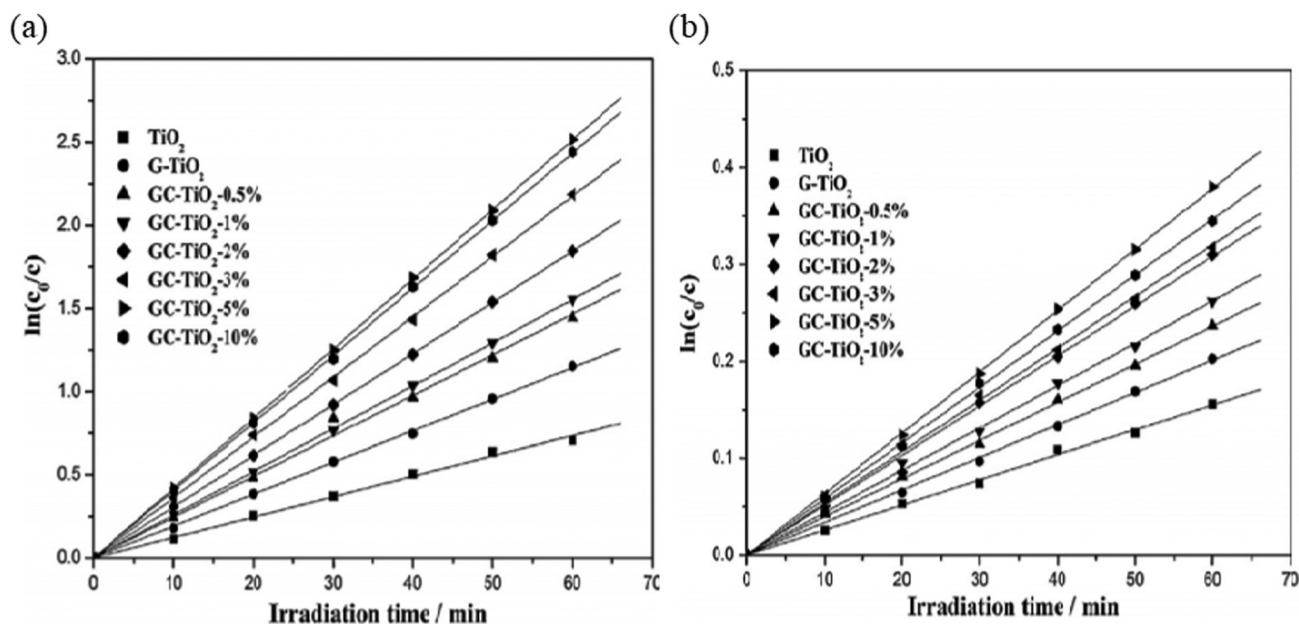 (a)
3.0
2.5
2.0
1.5
1.0
0.5
0.0
ln(c0/c)
TiO2
G-TiO2
GC-TiO2-0.5%
GC-TiO2-1%
GC-TiO2-2%
GC-TiO2-3%
GC-TiO2-5%
GC-TiO2-10%
0 10 20 30 40 50 60 70
Irradiation time / min
(b)
0.5
0.4
0.3
0.2
0.1
0.0
ln(c0/c)
TiO2
G-TiO2
GC-TiO2-0.5%
GC-TiO2-1%
GC-TiO2-2%
GC-TiO2-3%
GC-TiO2-5%
GC-TiO2-10%
0 10 20 30 40 50 60 70
Irradiation time / min